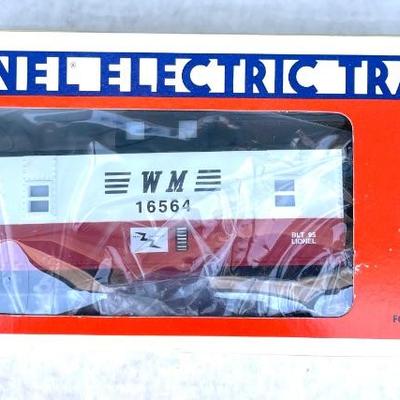 NEL ELECTRIC TRA
WM
16564
BLT 95
LIONEL